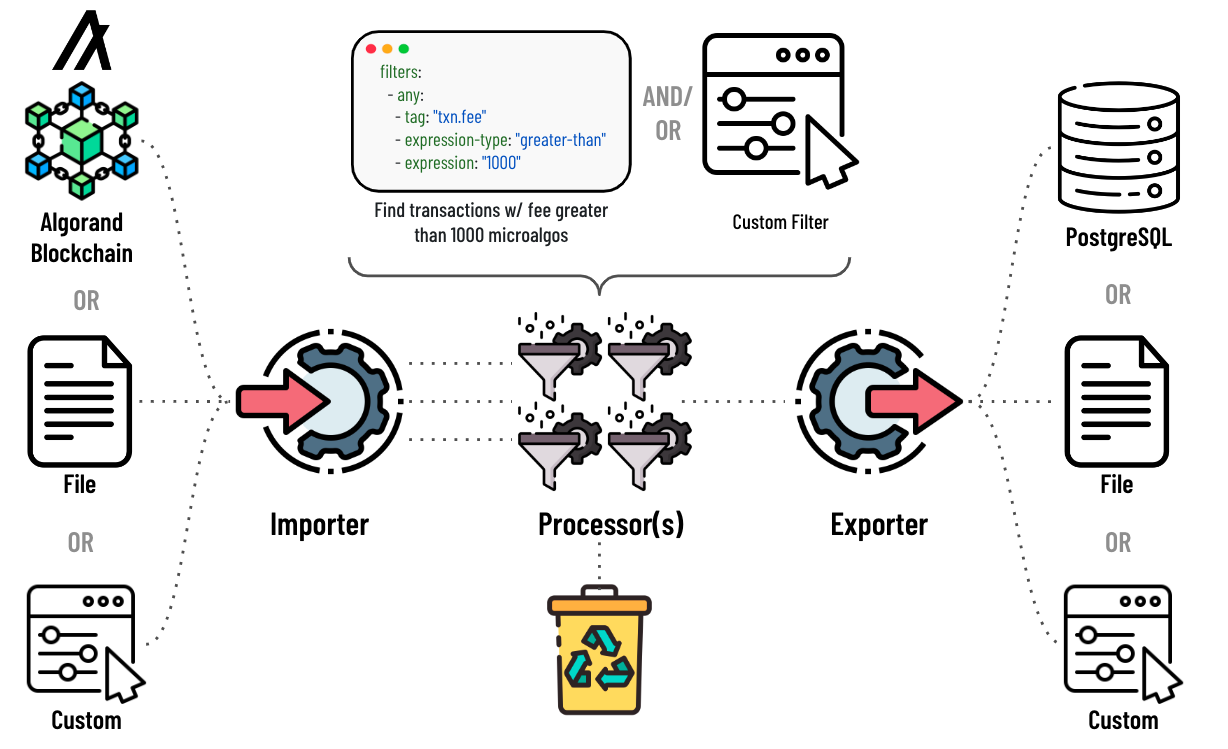 Algorand
Blockchain
OR
File
OR
Custom
Importer
filters:
- any:
- tag: "txn.fee"
- expression-type: "greater-than"
- expression: "1000"
Find transactions w/ fee greater
than 1000 microalgos
AND/
OR
Custom Filter
Processor(s)
Exporter
PostgreSQL
OR
File
OR
Custom